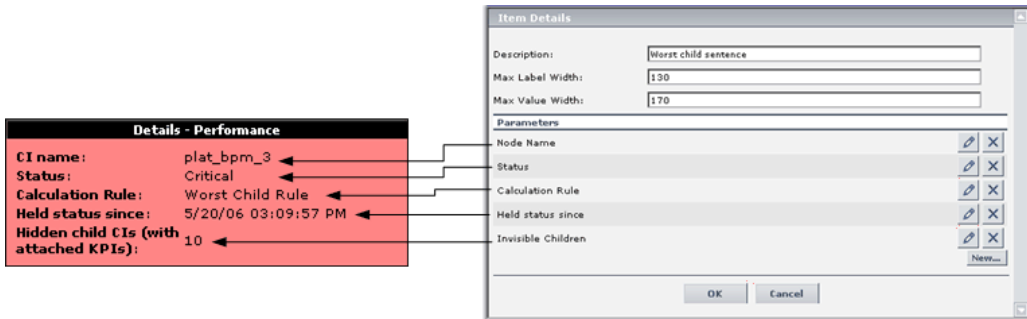 Details - Performance
CI name: plat_bpm_3
Status: Critical
Calculation Rule: Worst Child Rule
Held status since: 5/20/06 03:09:57 PM
Hidden child CIs (with
attached KPIs): 10
Item Details
Description: Worst child sentence
Max Label Width: 130
Max Value Width: 170
Parameters
Node Name
Status
Calculation Rule
Held status since
Invisible Children
New...
OK Cancel